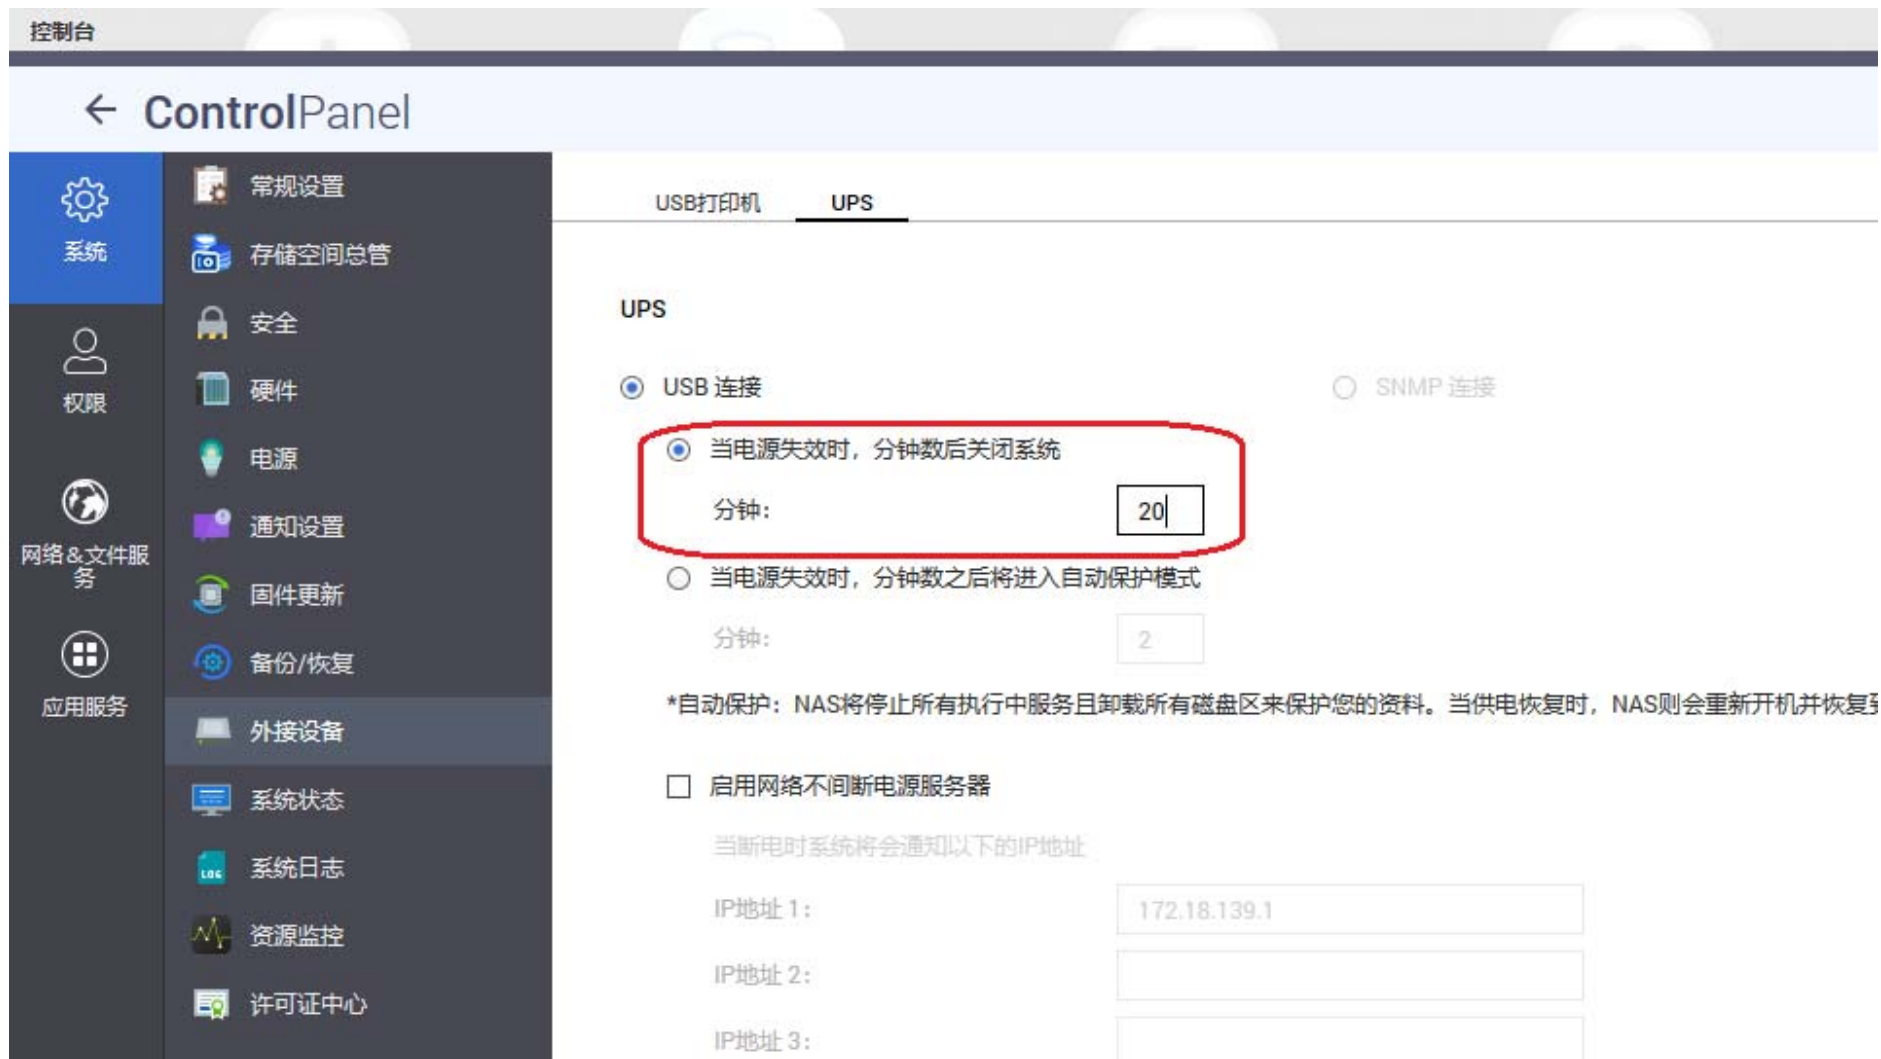 控制台
ControlPanel
系统
权限
网络&文件服
务
应用服务
常规设置
存储空间总管
安全
硬件
电源
通知设置
固件更新
备份/恢复
外接设备
系统状态
系统日志
资源监控
许可证中心
USB打印机 UPS
UPS
USB 连接 SNMP 连接
当电源失效时，分钟数后关闭系统
分钟： 20
当电源失效时，分钟数之后将进入自动保护模式
分钟： 2
*自动保护：NAS将停止所有执行中服务且卸载所有磁盘区来保护您的资料。当供电恢复时，NAS则会重新开机并恢复
启用网络不间断电源服务器
当断电时系统将会通知以下的IP地址
IP地址 1： 172.18.139.1
IP地址 2：
IP地址 3：